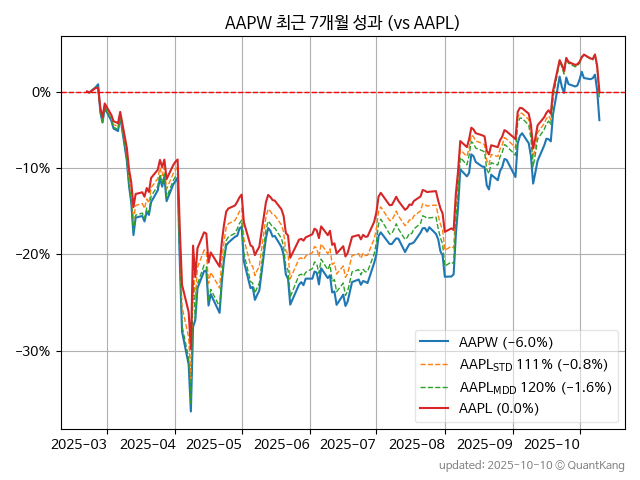 AAPW 최근 7개월 성과 (vs AAPL)
0%
−10%
−20%
−30%
AAPW (−6.0%)
AAPL_STD 111% (−0.8%)
AAPL_MDD 120% (−1.6%)
AAPL (0.0%)
2025-03 2025-04 2025-05 2025-06 2025-07 2025-08 2025-09 2025-10
updated: 2025-10-10 © QuantKang